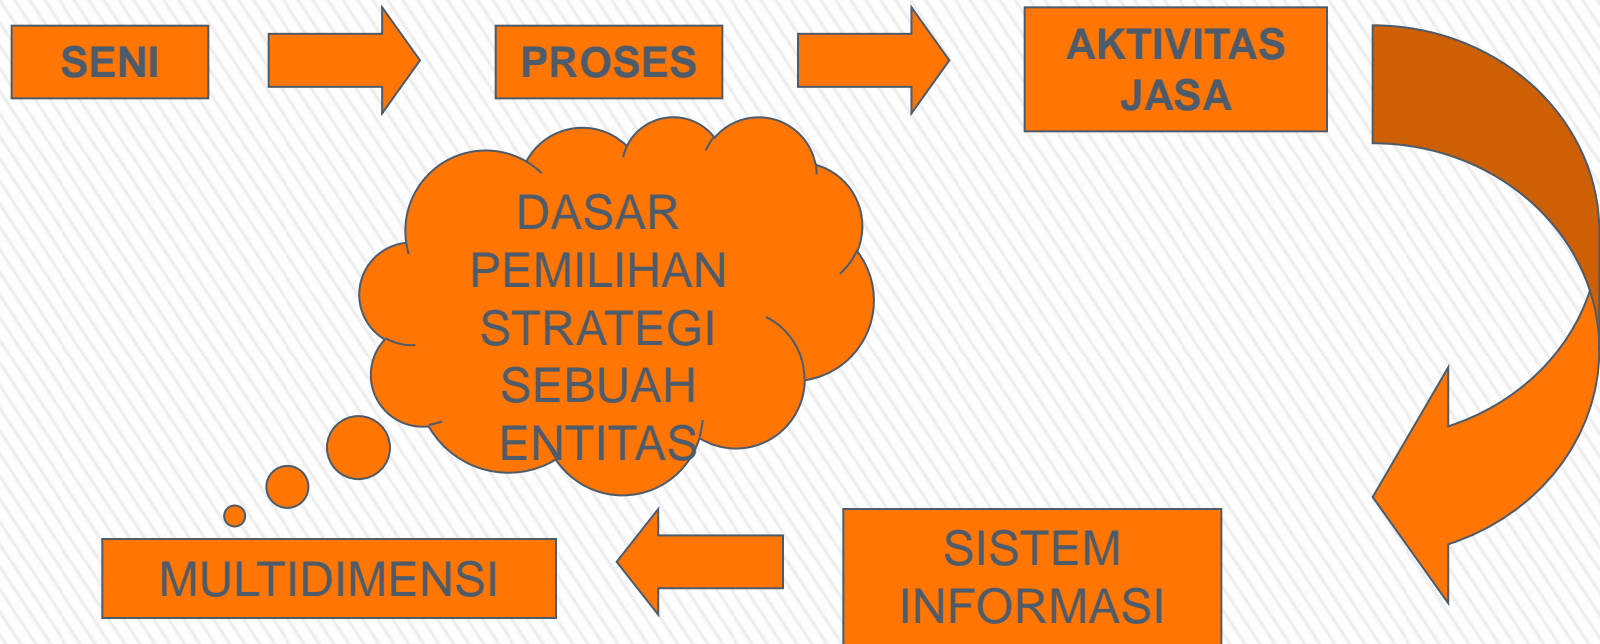 SENI
PROSES
AKTIVITAS
JASA
DASAR
PEMILIHAN
STRATEGI
SEBUAH
ENTITAS
SISTEM
INFORMASI
MULTIDIMENSI